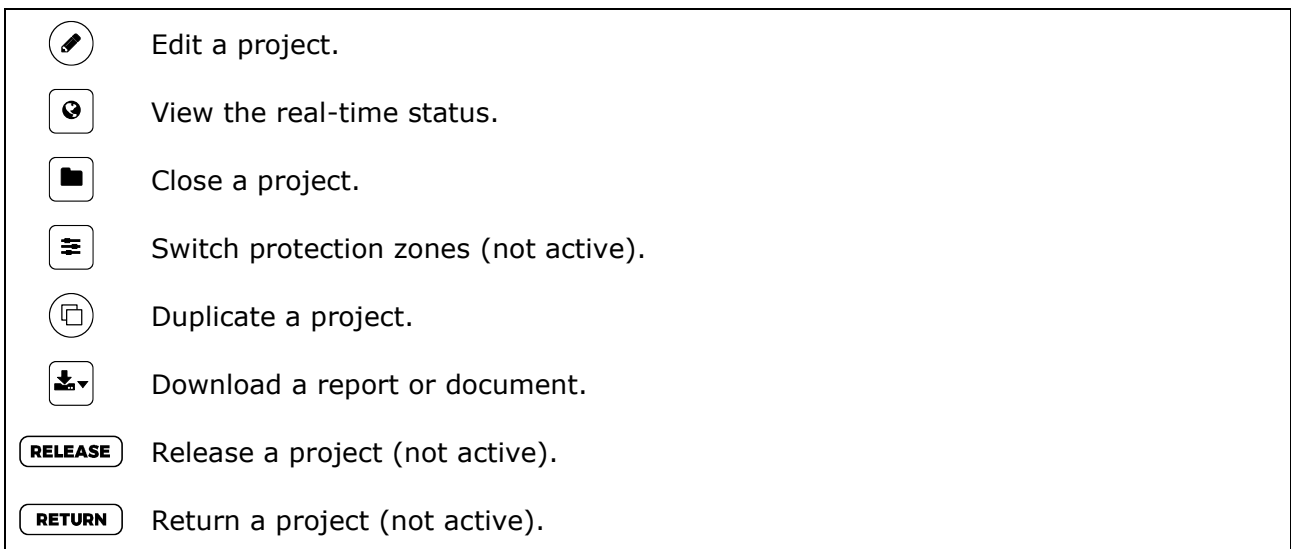 Edit a project.
View the real-time status.
Close a project.
Switch protection zones (not active).
Duplicate a project.
Download a report or document.
RELEASE Release a project (not active).
RETURN Return a project (not active).